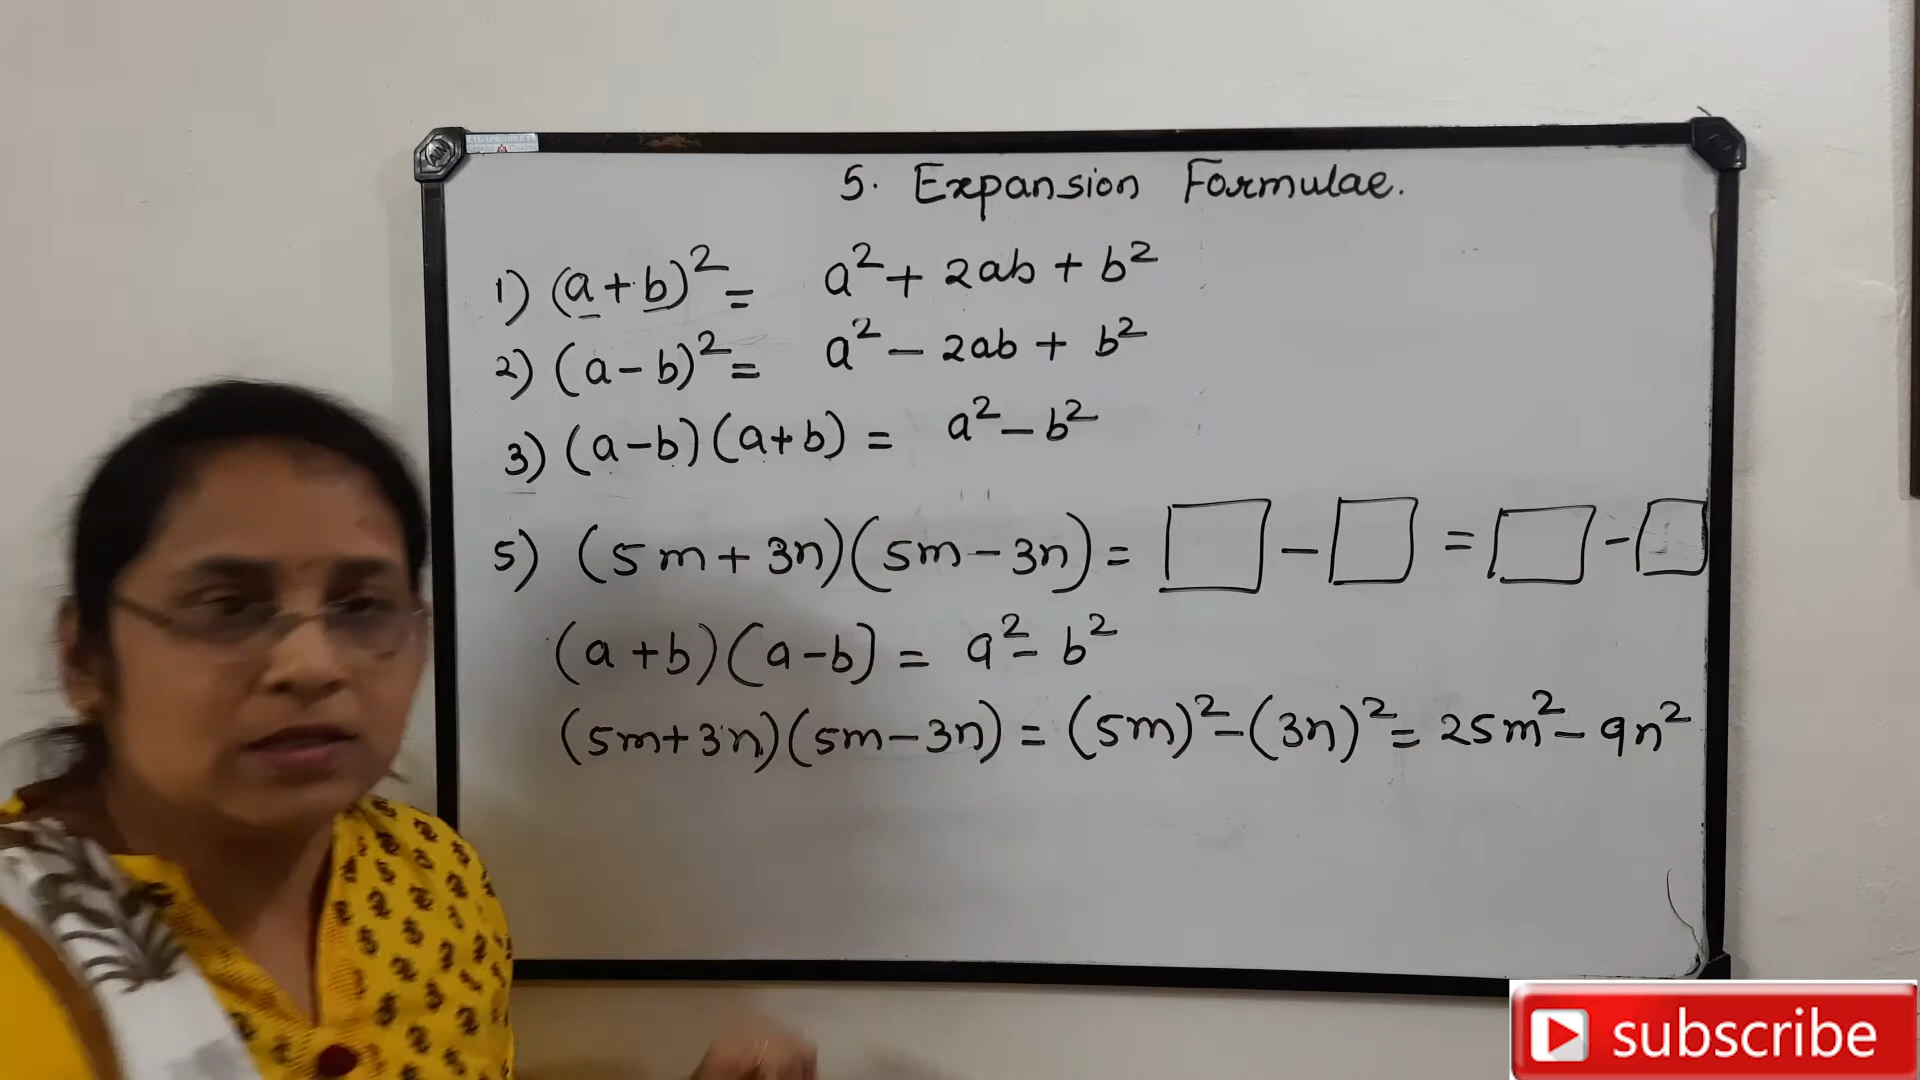 5. Expansion Formulae.
1) (a+b)² = a² + 2ab + b²
2) (a-b)² = a² - 2ab + b²
3) (a-b)(a+b) = a² - b²
5) (5m+3n)(5m-3n) = □ - □ = □ - □
(a+b)(a-b) = a² - b²
(5m+3n)(5m-3n) = (5m)² - (3n)² = 25m² - 9n²
subscribe